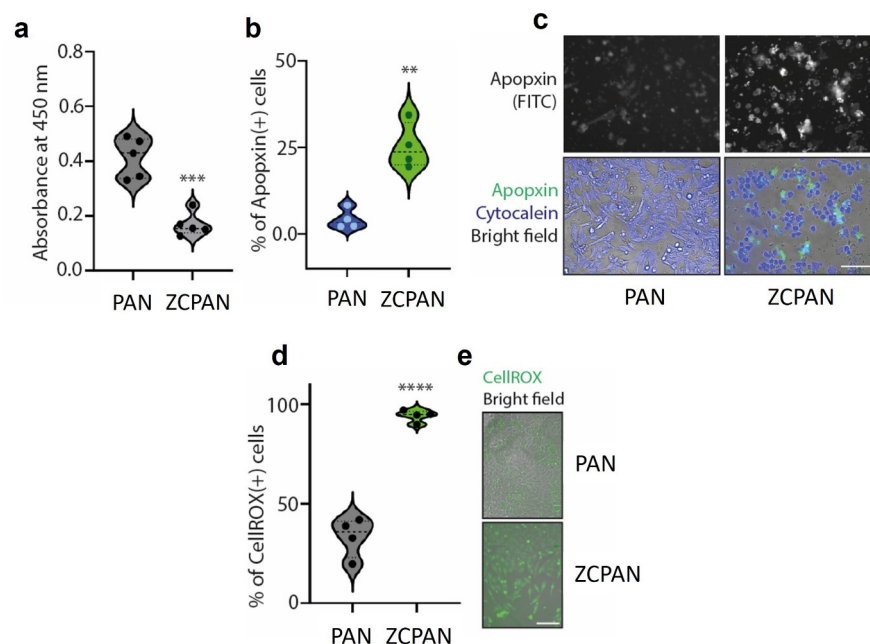 a
Absorbance at 450 nm
0.8
0.6
0.4
0.2
0.0
***
PAN ZCPAN
b
% of Apopxin(+) cells
50
25
0.0
**
PAN ZCPAN
c
Apopxin
(FITC)
Apopxin
Cytocalein
Bright field
PAN ZCPAN
d
% of CellROX(+) cells
100
50
0
****
PAN ZCPAN
e
CellROX
Bright field
PAN
ZCPAN